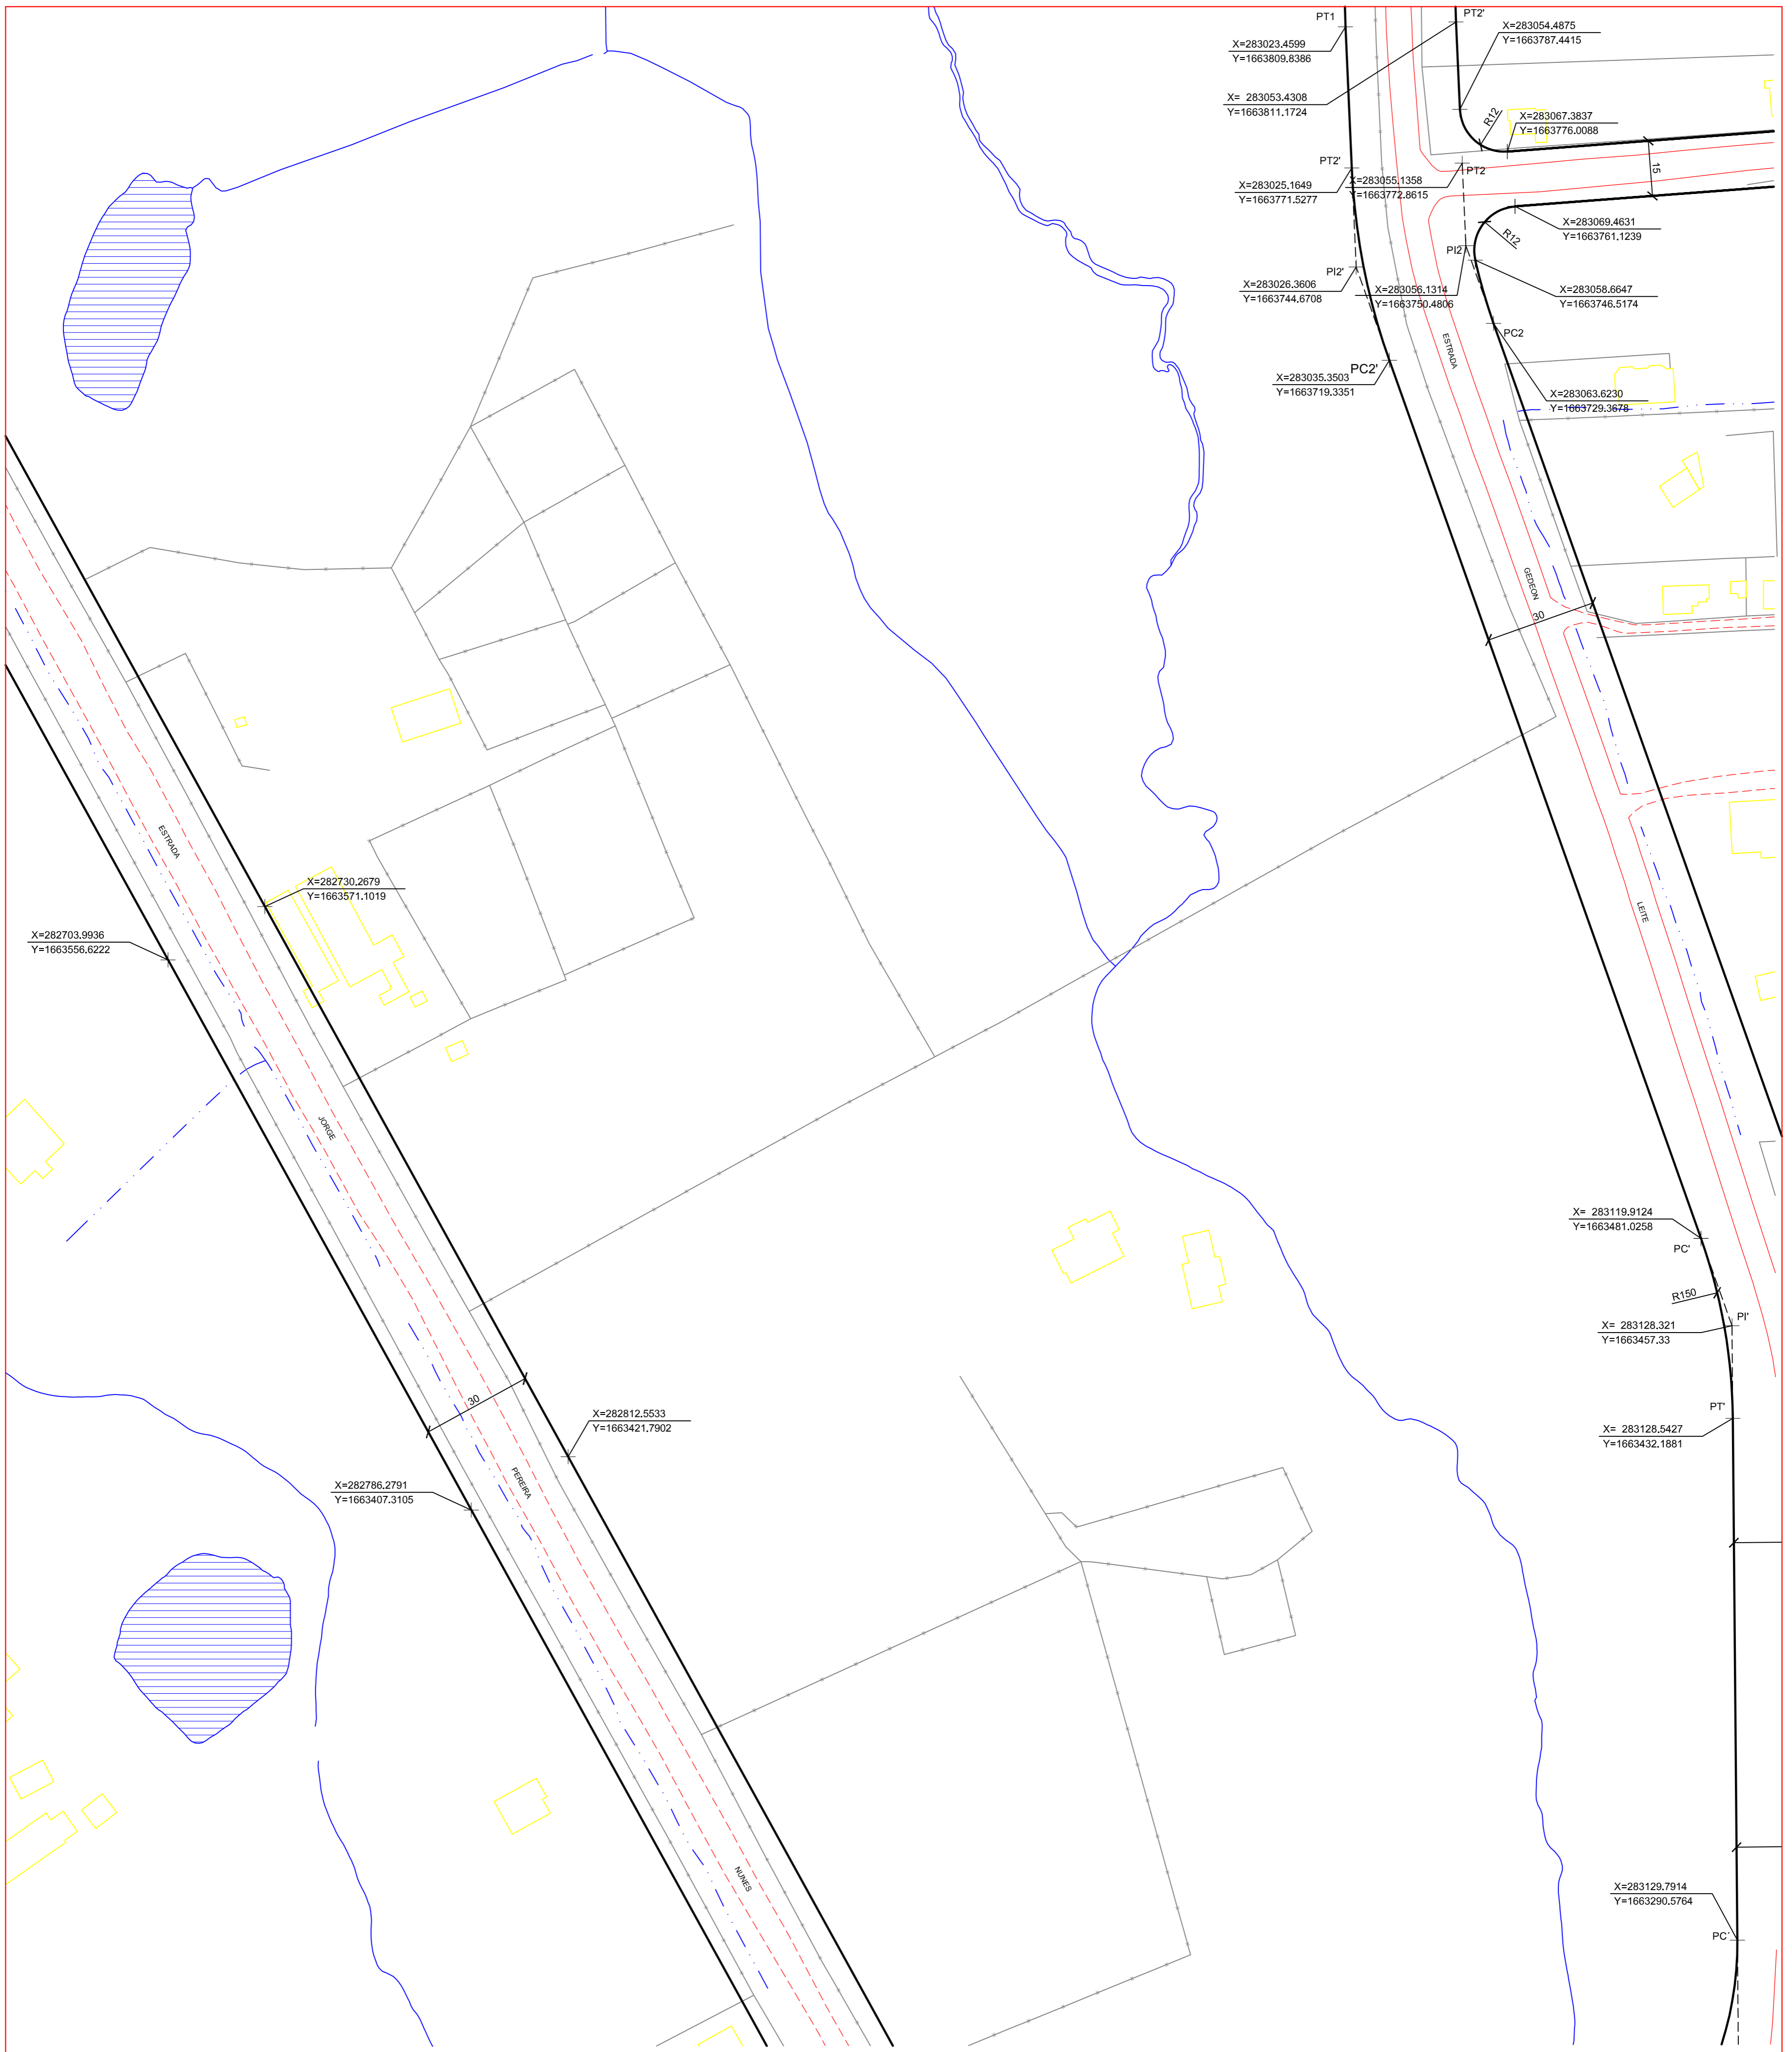 PT1
PT2'
X=283054.4875
Y=1663787.4415
X=283023.4599
Y=1663809.8386
X= 283053.4308
Y=1663811.1724
R12
X=283067.3837
Y=1663776.0088
PT2'
X=283025.1649
Y=1663771.5277
X=283055.1358
Y=1663772.8615
PT2
15
X=283069.4631
Y=1663761.1239
R12
PI2
PI2'
X=283026.3606
Y=1663744.6708
X=283056.1314
Y=1663750.4806
X=283058.6647
Y=1663746.5174
PC2
ESTRADA
PC2'
X=283035.3503
Y=1663719.3351
X=283063.6230
Y=1663729.3678
GEDEON
30
ESTRADA
X=282730.2679
Y=1663571.1019
LEITE
X=282703.9936
Y=1663556.6222
JORGE
X= 283119.9124
Y=1663481.0258
PC'
R150
PI'
X= 283128.321
Y=1663457.33
30
PT'
X=282812.5533
Y=1663421.7902
X= 283128.5427
Y=1663432.1881
PEREIRA
X=282786.2791
Y=1663407.3105
NUNES
X=283129.7914
Y=1663290.5764
PC'